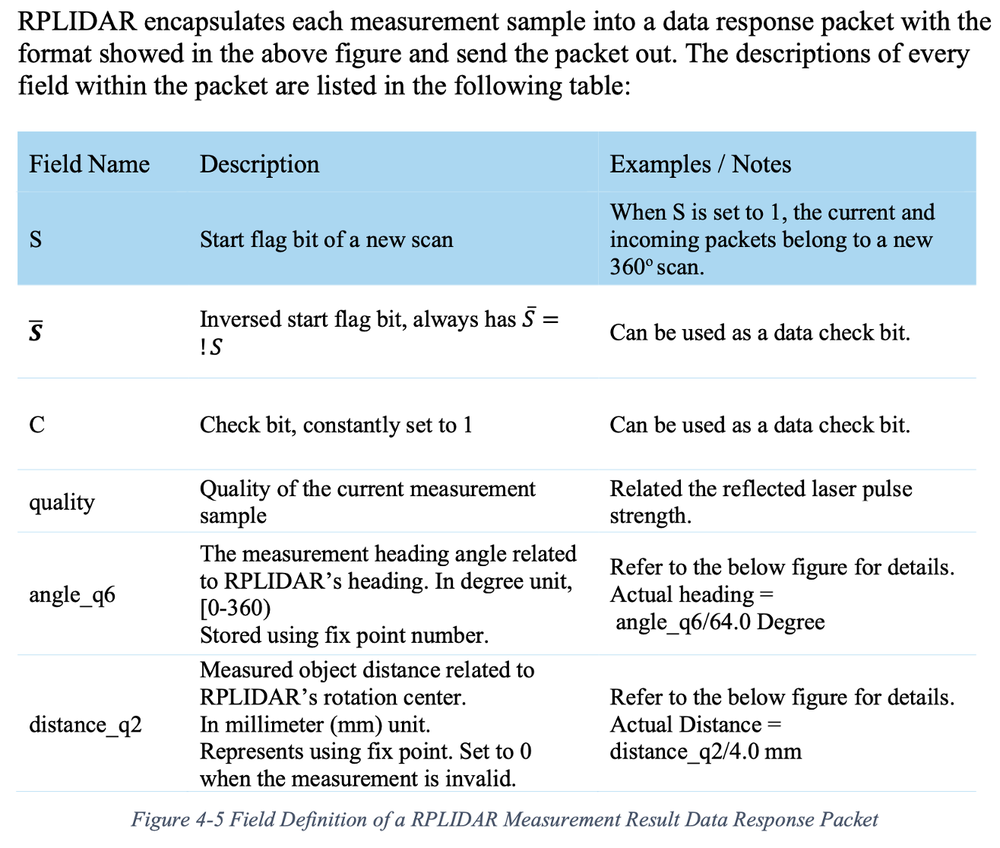 RPLIDAR encapsulates each measurement sample into a data response packet with the
format showed in the above figure and send the packet out. The descriptions of every
field within the packet are listed in the following table:
Field Name Description Examples / Notes
S
Start flag bit of a new scan
When S is set to 1, the current and
incoming packets belong to a new
360° scan.
S̅
Inversed start flag bit, always has S̅ =
!S
Can be used as a data check bit.
C
Check bit, constantly set to 1
Can be used as a data check bit.
quality
Quality of the current measurement
sample
Related the reflected laser pulse
strength.
angle_q6
The measurement heading angle related
to RPLIDAR’s heading. In degree unit,
[0-360)
Stored using fix point number.
Refer to the below figure for details.
Actual heading =
angle_q6/64.0 Degree
distance_q2
Measured object distance related to
RPLIDAR’s rotation center.
In millimeter (mm) unit.
Represents using fix point. Set to 0
when the measurement is invalid.
Refer to the below figure for details.
Actual Distance =
distance_q2/4.0 mm
Figure 4-5 Field Definition of a RPLIDAR Measurement Result Data Response Packet